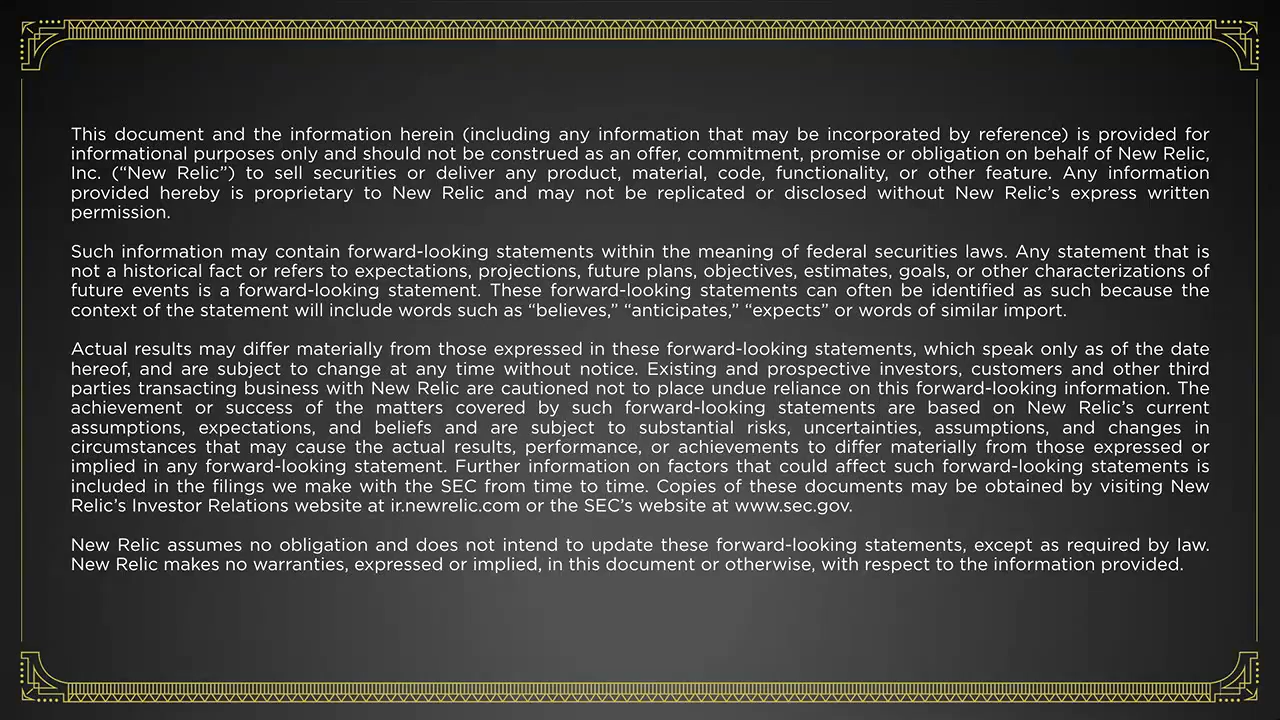 This document and the information herein (including any information that may be incorporated by reference) is provided for
informational purposes only and should not be construed as an offer, commitment, promise or obligation on behalf of New Relic,
Inc. (“New Relic”) to sell securities or deliver any product, material, code, functionality, or other feature. Any information
provided hereby is proprietary to New Relic and may not be replicated or disclosed without New Relic’s express written
permission.
Such information may contain forward-looking statements within the meaning of federal securities laws. Any statement that is
not a historical fact or refers to expectations, projections, future plans, objectives, estimates, goals, or other characterizations of
future events is a forward-looking statement. These forward-looking statements can often be identified as such because the
context of the statement will include words such as “believes,” “anticipates,” “expects” or words of similar import.
Actual results may differ materially from those expressed in these forward-looking statements, which speak only as of the date
hereof, and are subject to change at any time without notice. Existing and prospective investors, customers and other third
parties transacting business with New Relic are cautioned not to place undue reliance on this forward-looking information. The
achievement or success of the matters covered by such forward-looking statements are based on New Relic’s current
assumptions, expectations, and beliefs and are subject to substantial risks, uncertainties, assumptions, and changes in
circumstances that may cause the actual results, performance, or achievements to differ materially from those expressed or
implied in any forward-looking statement. Further information on factors that could affect such forward-looking statements is
included in the filings we make with the SEC from time to time. Copies of these documents may be obtained by visiting New
Relic’s Investor Relations website at ir.newrelic.com or the SEC’s website at www.sec.gov.
New Relic assumes no obligation and does not intend to update these forward-looking statements, except as required by law.
New Relic makes no warranties, expressed or implied, in this document or otherwise, with respect to the information provided.